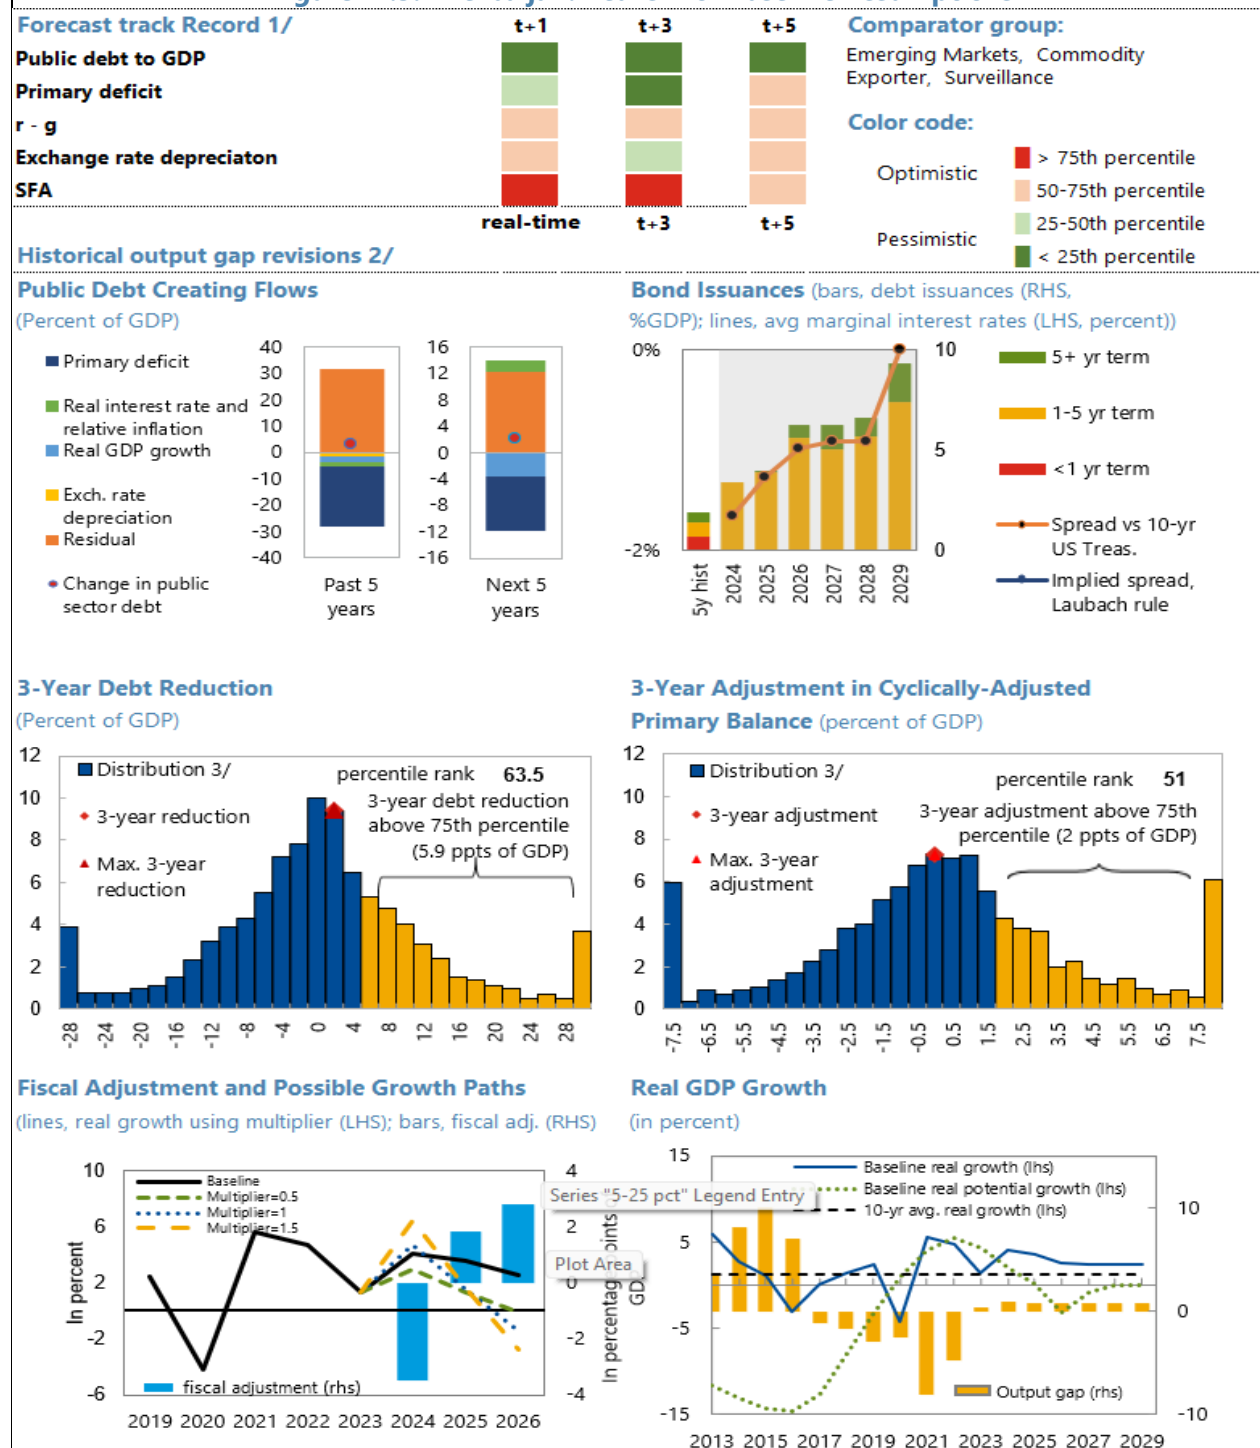 Forecast track Record 1/ t+1 t+3 t+5 Comparator group:
Public debt to GDP
Emerging Markets, Commodity
Exporter, Surveillance
Primary deficit
r - g
Color code:
Exchange rate depreciaton
SFA
Optimistic
> 75th percentile
50-75th percentile
real-time t+3 t+5
Pessimistic
25-50th percentile
< 25th percentile
Historical output gap revisions 2/
Public Debt Creating Flows
(Percent of GDP)
Primary deficit
Real interest rate and
relative inflation
Real GDP growth
Exch. rate
depreciation
Residual
Change in public
sector debt
40
30
20
10
0
-10
-20
-30
-40
Past 5
years
16
12
8
4
0
-4
-8
-12
-16
Next 5
years
Bond Issuances (bars, debt issuances (RHS,
%GDP); lines, avg marginal interest rates (LHS, percent))
0%
-2%
10
5
0
5y hist 2024 2025 2026 2027 2028 2029
5+ yr term
1-5 yr term
<1 yr term
Spread vs 10-yr
US Treas.
Implied spread,
Laubach rule
3-Year Debt Reduction
(Percent of GDP)
12
10
8
6
4
2
0
Distribution 3/
3-year reduction
Max. 3-year
reduction
percentile rank 63.5
3-year debt reduction
above 75th percentile
(5.9 ppts of GDP)
-28 -24 -20 -16 -12 -8 -4 0 4 8 12 16 20 24 28
3-Year Adjustment in Cyclically-Adjusted
Primary Balance (percent of GDP)
12
10
8
6
4
2
0
Distribution 3/
3-year adjustment
Max. 3-year
adjustment
percentile rank 51
3-year adjustment above 75th
percentile (2 ppts of GDP)
-7.5 -6.5 -5.5 -4.5 -3.5 -2.5 -1.5 -0.5 0.5 1.5 2.5 3.5 4.5 5.5 6.5 7.5
Fiscal Adjustment and Possible Growth Paths
(lines, real growth using multiplier (LHS); bars, fiscal adj. (RHS)
In percent
10
6
2
-2
-6
Baseline
Multiplier=0.5
Multiplier=1
Multiplier=1.5
fiscal adjustment (rhs)
4
2
0
-2
-4
In percentag points o
GD
2019 2020 2021 2022 2023 2024 2025 2026
Series "5-25 pct" Legend Entry
Plot Area
Real GDP Growth
(in percent)
15
5
-5
-15
Baseline real growth (lhs)
Baseline real potential growth (lhs)
10-yr avg. real growth (lhs)
Output gap (rhs)
10
0
-10
2013 2015 2017 2019 2021 2023 2025 2027 2029